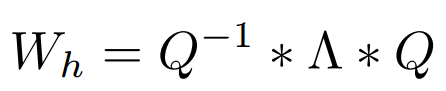 W_h = Q^{-1} * Λ * Q